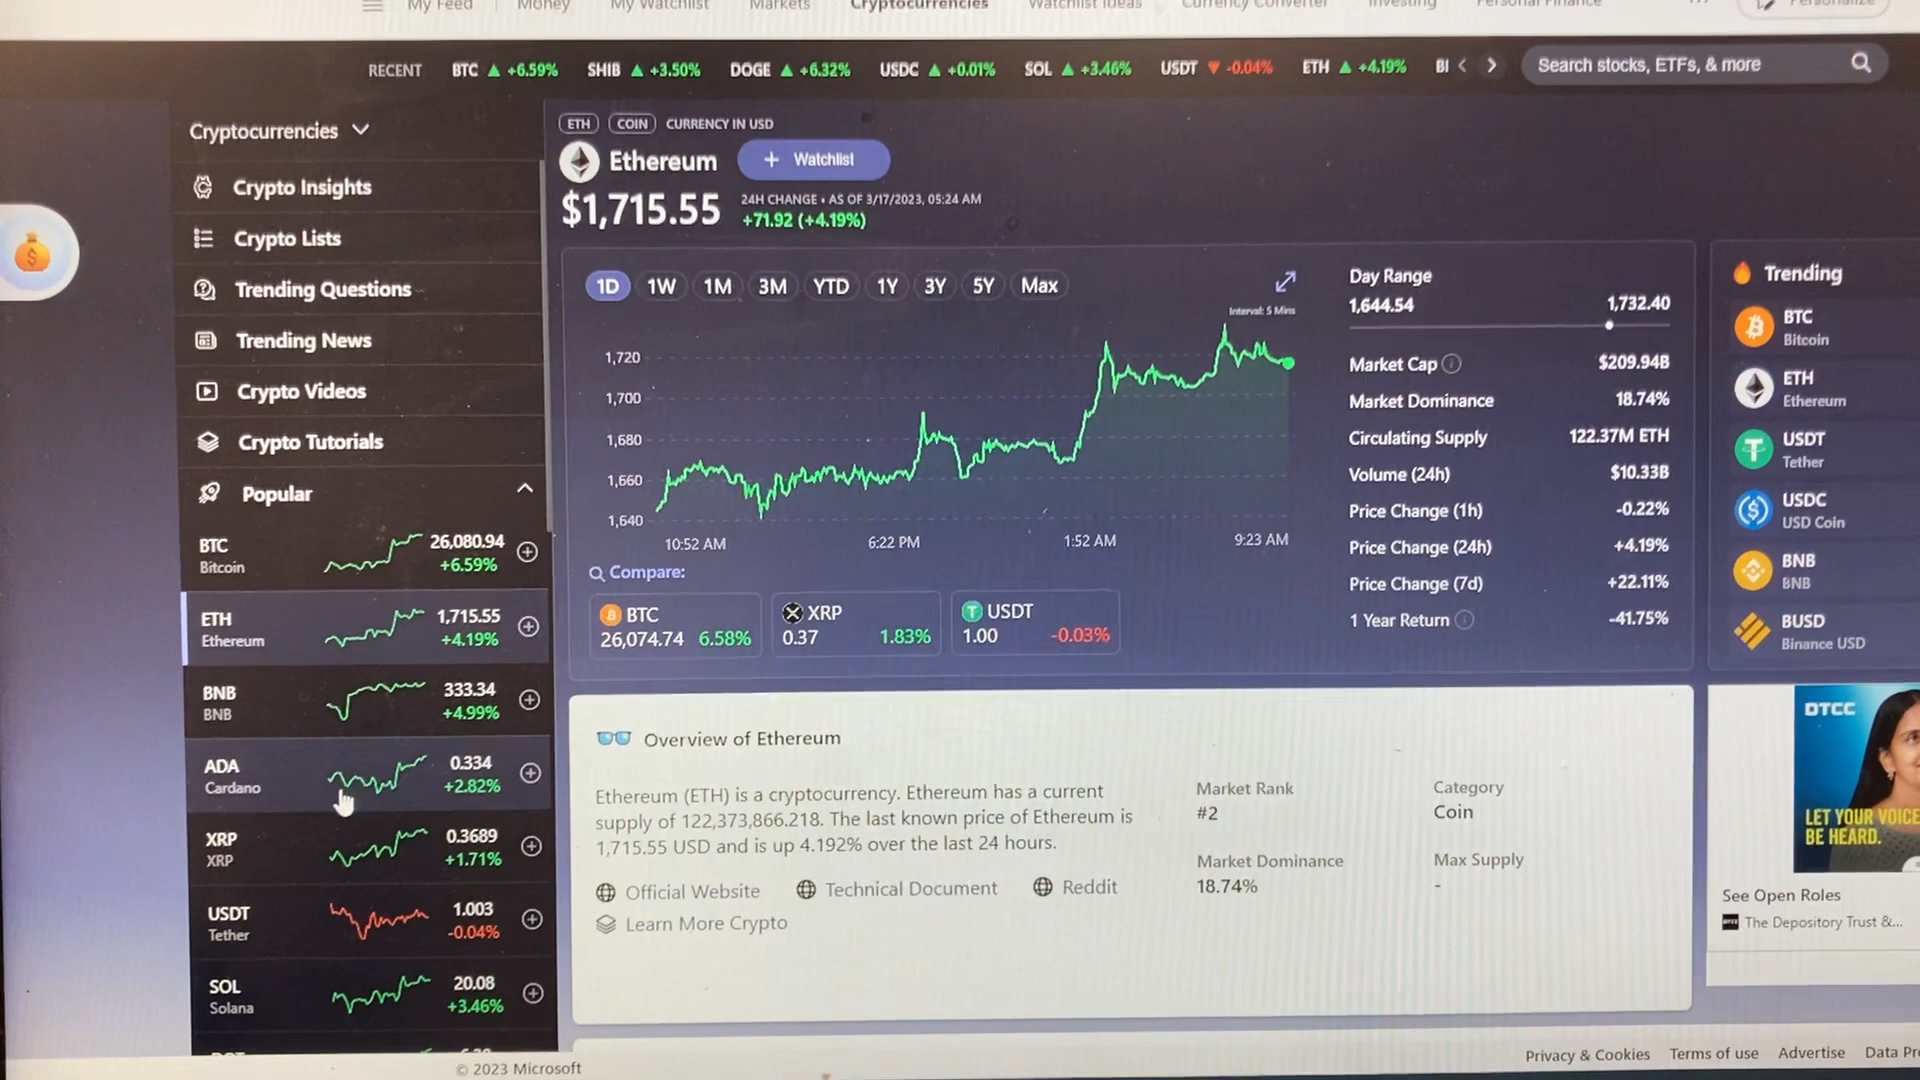 My Feed Money My Watchlist Markets Cryptocurrencies Watchlist Ideas Currency Converter Investing Personal Finance ... Personalize
RECENT BTC ▲ +6.59% SHIB ▲ +3.50% DOGE ▲ +6.32% USDC ▲ +0.01% SOL ▲ +3.46% USDT ▼ -0.04% ETH ▲ +4.19% BI
Search stocks, ETFs, & more
Cryptocurrencies
Crypto Insights
Crypto Lists
Trending Questions
Trending News
Crypto Videos
Crypto Tutorials
Popular
BTC 26,080.94
Bitcoin +6.59%
ETH 1,715.55
Ethereum +4.19%
BNB 333.34
BNB +4.99%
ADA 0.334
Cardano +2.82%
XRP 0.3689
XRP +1.71%
USDT 1.003
Tether -0.04%
SOL 20.08
Solana +3.46%
ETH COIN CURRENCY IN USD
Ethereum + Watchlist
$1,715.55
24H CHANGE • AS OF 3/17/2023, 05:24 AM
+71.92 (+4.19%)
1D 1W 1M 3M YTD 1Y 3Y 5Y Max
Interval: 5 Mins
1,720
1,700
1,680
1,660
1,640
10:52 AM 6:22 PM 1:52 AM 9:23 AM
Compare:
BTC
26,074.74 6.58%
XRP
0.37 1.83%
USDT
1.00 -0.03%
Day Range
1,644.54 1,732.40
Market Cap $209.94B
Market Dominance 18.74%
Circulating Supply 122.37M ETH
Volume (24h) $10.33B
Price Change (1h) -0.22%
Price Change (24h) +4.19%
Price Change (7d) +22.11%
1 Year Return -41.75%
Trending
BTC
Bitcoin
ETH
Ethereum
USDT
Tether
USDC
USD Coin
BNB
BNB
BUSD
Binance USD
Overview of Ethereum
Ethereum (ETH) is a cryptocurrency. Ethereum has a current
supply of 122,373,866.218. The last known price of Ethereum is
1,715.55 USD and is up 4.192% over the last 24 hours.
Official Website Technical Document Reddit
Learn More Crypto
Market Rank
#2
Category
Coin
Market Dominance
18.74%
Max Supply
-
DTCC
LET YOUR VOICE
BE HEARD.
See Open Roles
The Depository Trust &...
© 2023 Microsoft
Privacy & Cookies Terms of use Advertise Data Pr